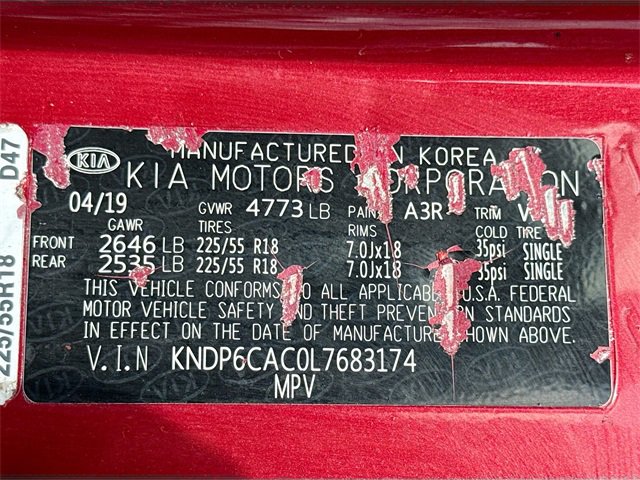 KIA
MANUFACTURED IN KOREA
KIA MOTORS CORPORATION
04/19 GVWR 4773 LB PAINT A3R TRIM
GAWR TIRES RIMS COLD TIRE
FRONT 2646 LB 225/55 R18 7.0Jx18 35psi SINGLE
REAR 2535 LB 225/55 R18 7.0Jx18 35psi SINGLE
THIS VEHICLE CONFORMS TO ALL APPLICABLE U.S.A. FEDERAL
MOTOR VEHICLE SAFETY AND THEFT PREVENTION STANDARDS
IN EFFECT ON THE DATE OF MANUFACTURE SHOWN ABOVE.
V.I.N KNDP6CAC0L7683174
MPV
225/55R18 D47